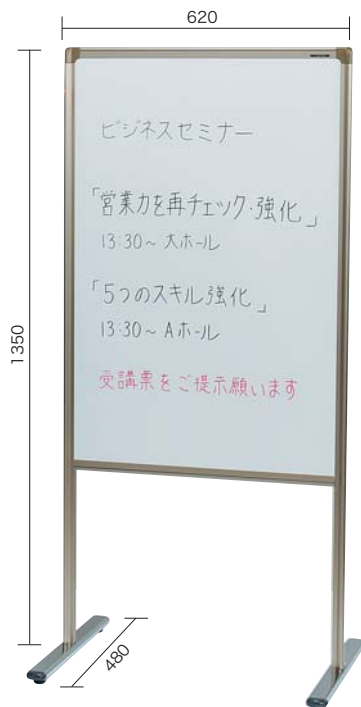 620
1350
ビジネスセミナー
「営業力を再チェック・強化」
13:30~ 大ホール
「5つのスキル強化」
13:30~ Aホール
受講票をご提示願います
480